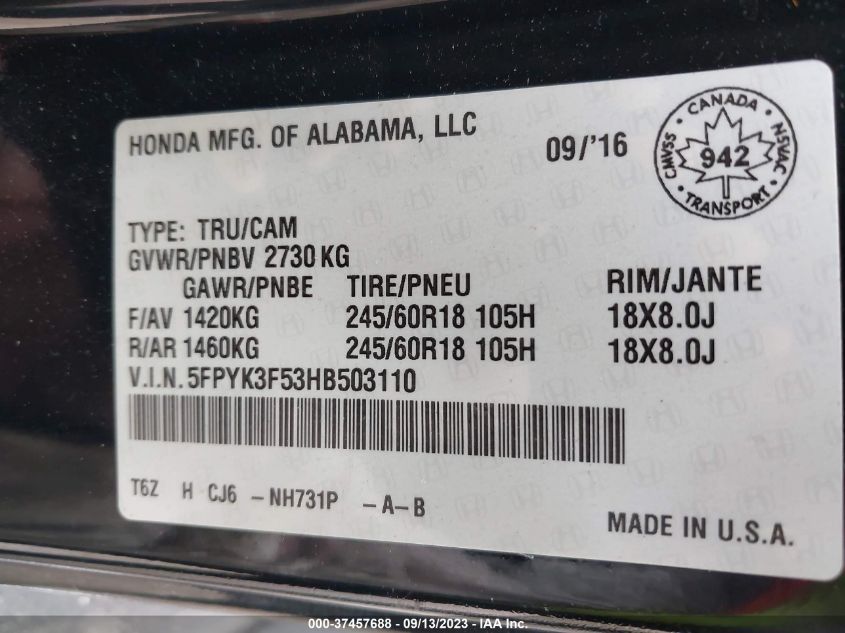 HONDA MFG. OF ALABAMA, LLC
09/'16
CANADA
CMVSS
942
NSVAC
TRANSPORT
TYPE: TRU/CAM
GVWR/PNBV 2730 KG
GAWR/PNBE TIRE/PNEU RIM/JANTE
F/AV 1420KG 245/60R18 105H 18X8.0J
R/AR 1460KG 245/60R18 105H 18X8.0J
V.I.N. 5FPYK3F53HB503110
T6Z H CJ6 -NH731P -A-B
MADE IN U.S.A.
000-37457688 - 09/13/2023 - IAA Inc.